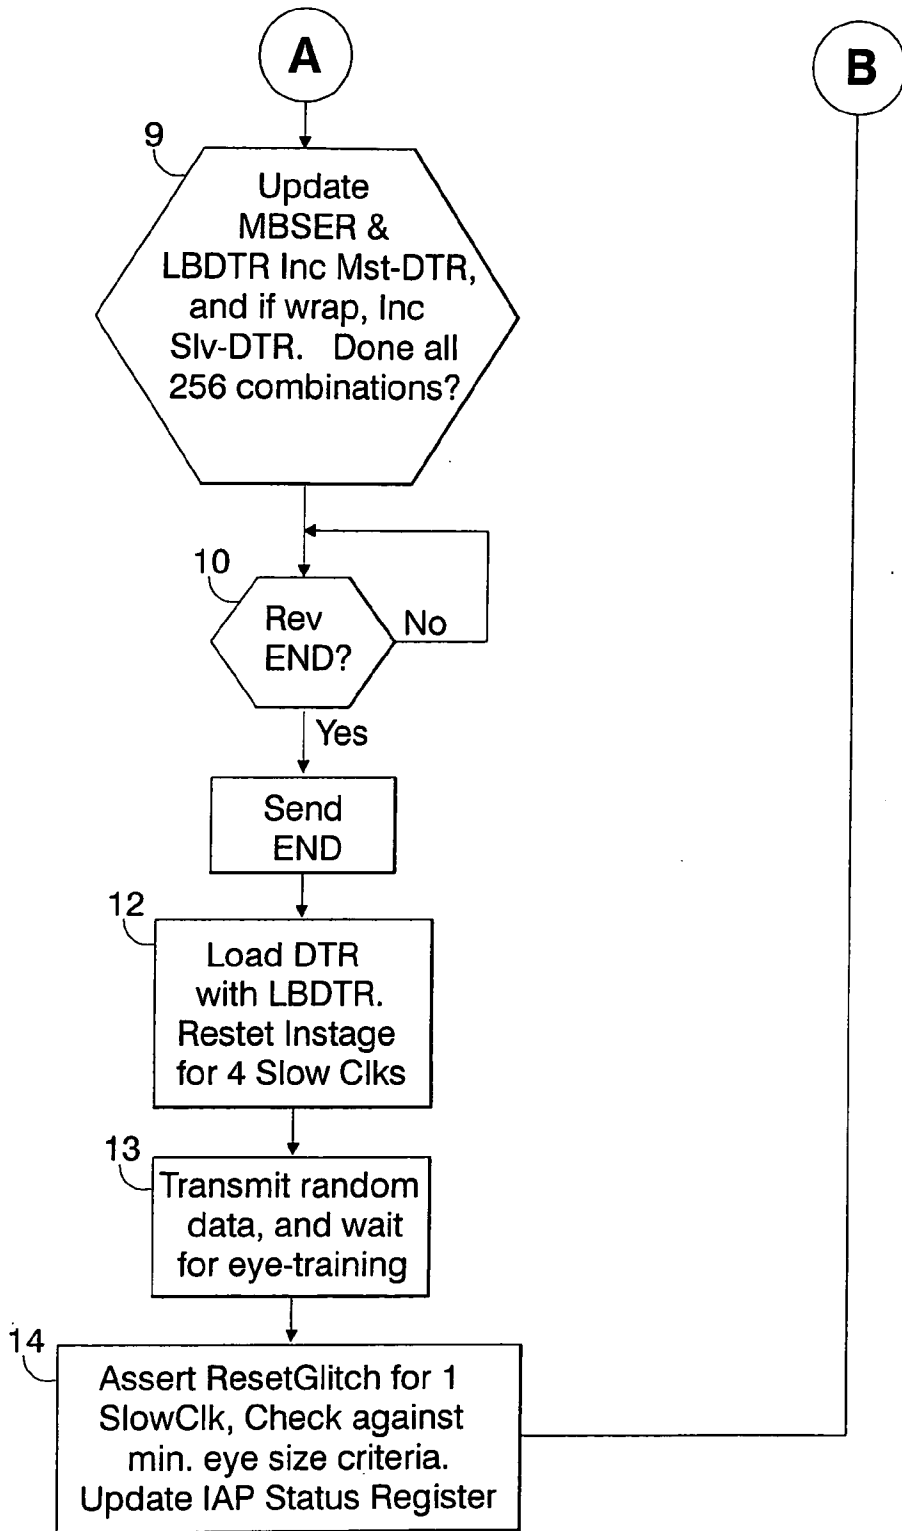 A
B
9
Update
MBSER &
LBDTR Inc Mst-DTR,
and if wrap, Inc
Slv-DTR. Done all
256 combinations?
10
Rev
END?
No
Yes
Send
END
12
Load DTR
with LBDTR.
Restet Instage
for 4 Slow Clks
13
Transmit random
data, and wait
for eye-training
14
Assert ResetGlitch for 1
SlowClk, Check against
min. eye size criteria.
Update IAP Status Register